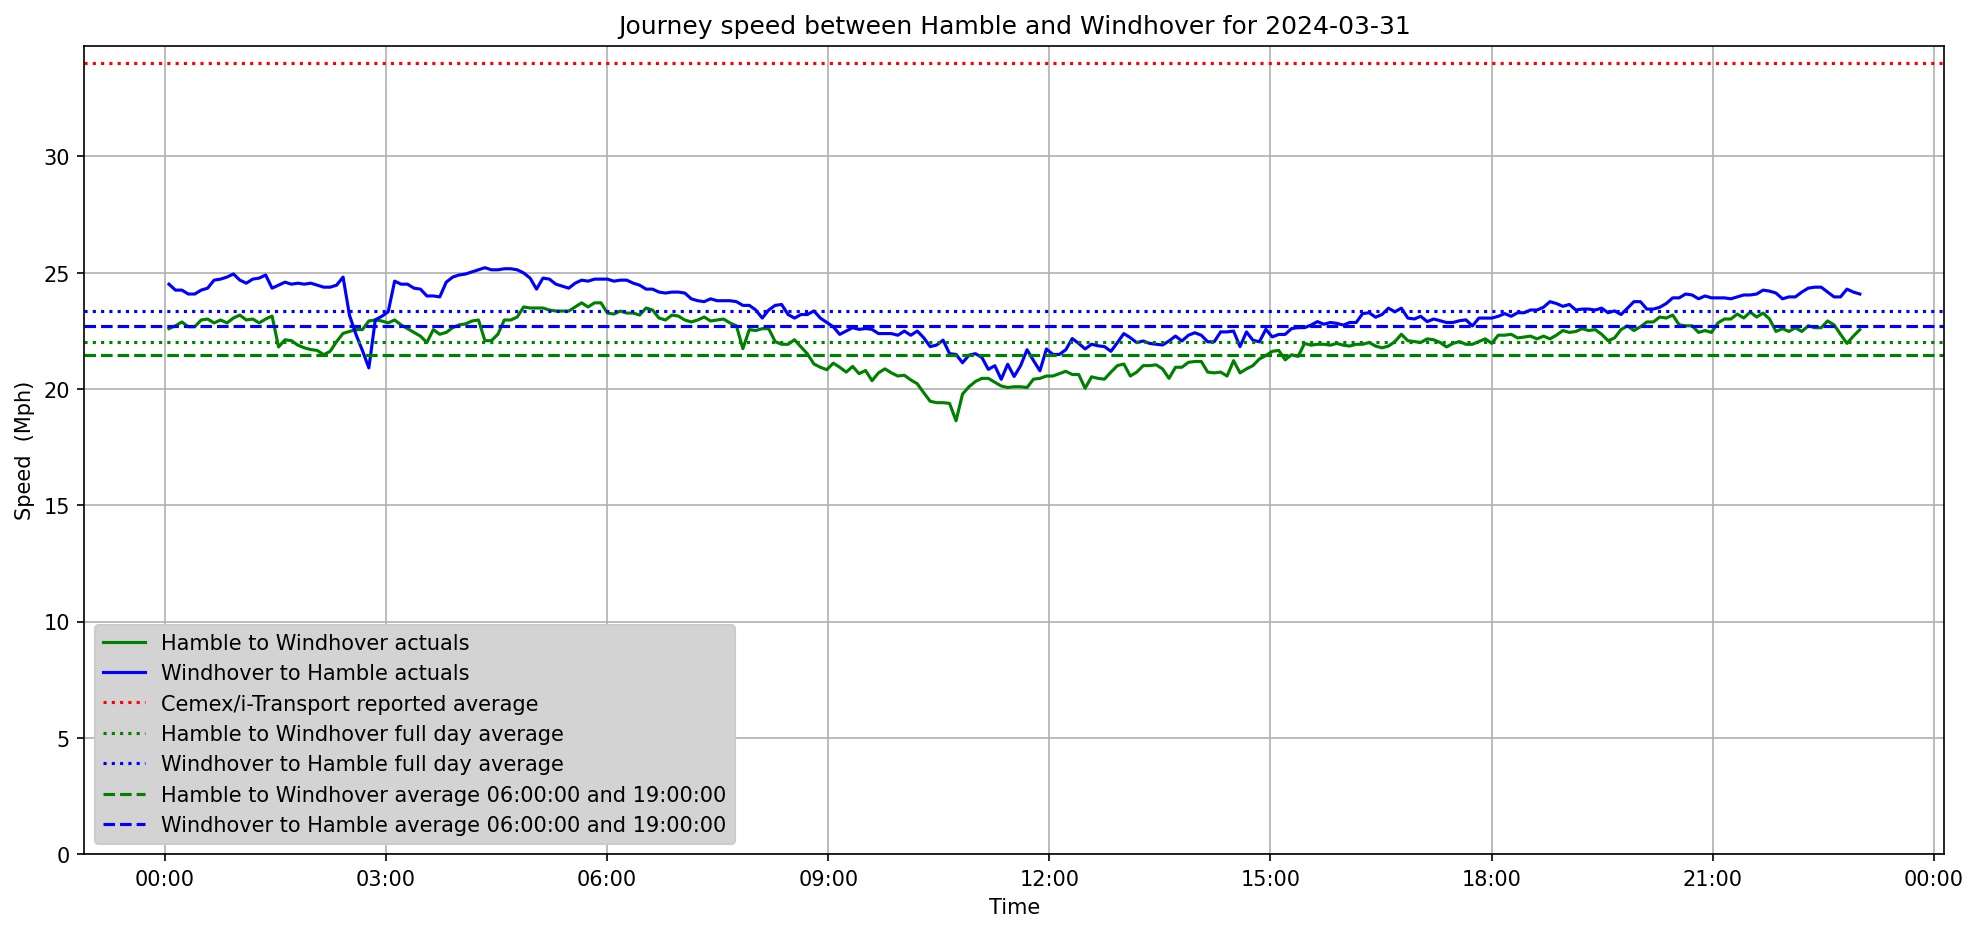 Journey speed between Hamble and Windhover for 2024-03-31
Speed (Mph)
30
25
20
15
10
5
0
Hamble to Windhover actuals
Windhover to Hamble actuals
Cemex/i-Transport reported average
Hamble to Windhover full day average
Windhover to Hamble full day average
Hamble to Windhover average 06:00:00 and 19:00:00
Windhover to Hamble average 06:00:00 and 19:00:00
00:00 03:00 06:00 09:00 12:00 15:00 18:00 21:00 00:00
Time